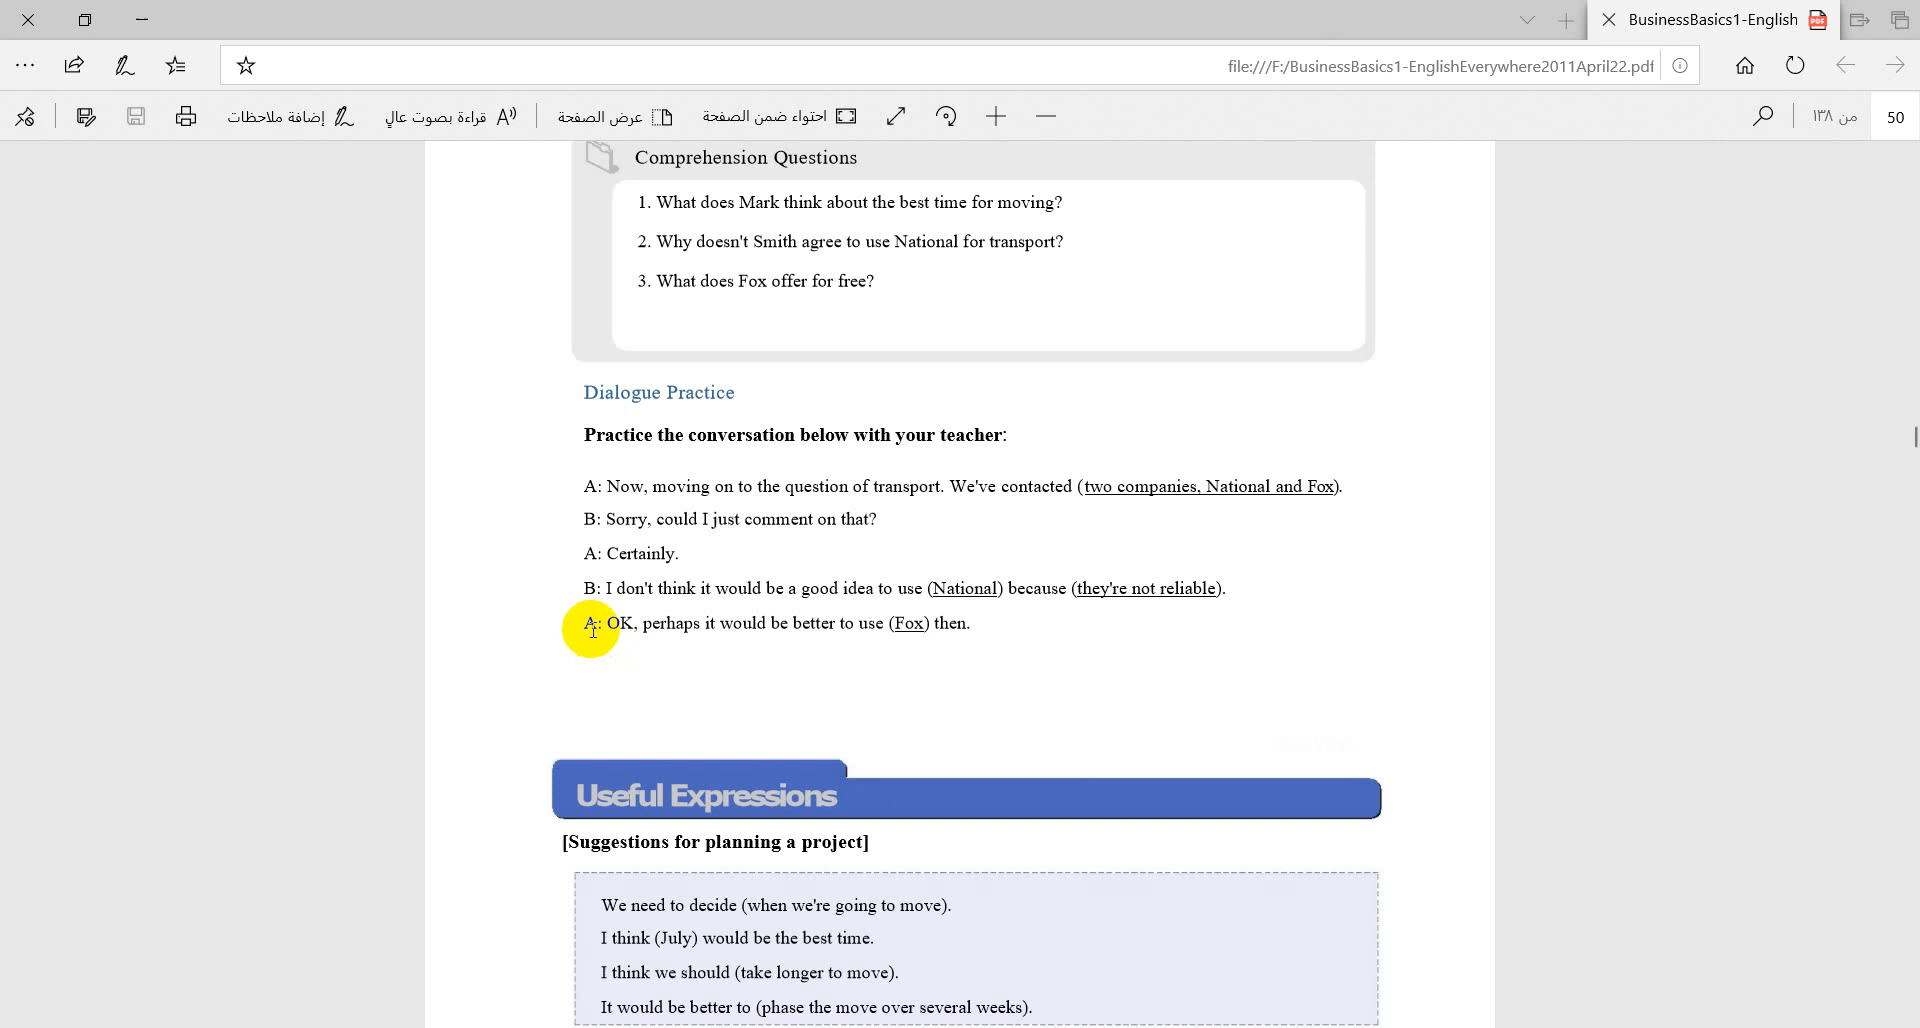 BusinessBasics1-English
file:///F:/BusinessBasics1-EnglishEverywhere2011April22.pdf
50 من ١٣٨ احتواء ضمن الصفحة عرض الصفحة قراءة بصوت عالٍ إضافة ملاحظات
Comprehension Questions
1. What does Mark think about the best time for moving?
2. Why doesn't Smith agree to use National for transport?
3. What does Fox offer for free?
Dialogue Practice
Practice the conversation below with your teacher:
A: Now, moving on to the question of transport. We've contacted (two companies, National and Fox).
B: Sorry, could I just comment on that?
A: Certainly.
B: I don't think it would be a good idea to use (National) because (they're not reliable).
A: OK, perhaps it would be better to use (Fox) then.
Useful Expressions
[Suggestions for planning a project]
We need to decide (when we're going to move).
I think (July) would be the best time.
I think we should (take longer to move).
It would be better to (phase the move over several weeks).